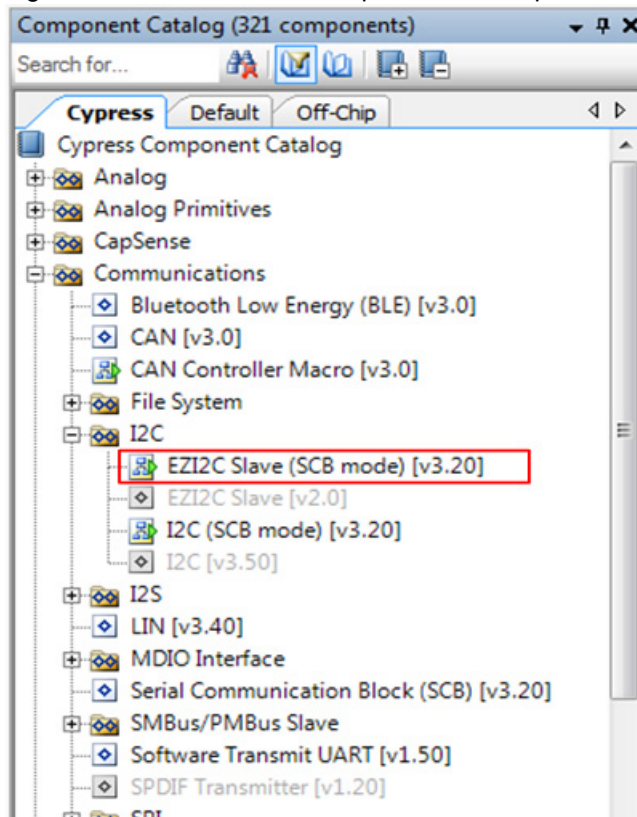 Component Catalog (321 components)
Search for...
Cypress Default Off-Chip
Cypress Component Catalog
Analog
Analog Primitives
CapSense
Communications
Bluetooth Low Energy (BLE) [v3.0]
CAN [v3.0]
CAN Controller Macro [v3.0]
File System
I2C
EZI2C Slave (SCB mode) [v3.20]
EZI2C Slave [v2.0]
I2C (SCB mode) [v3.20]
I2C [v3.50]
I2S
LIN [v3.40]
MDIO Interface
Serial Communication Block (SCB) [v3.20]
SMBus/PMBus Slave
Software Transmit UART [v1.50]
SPDIF Transmitter [v1.20]
SPI